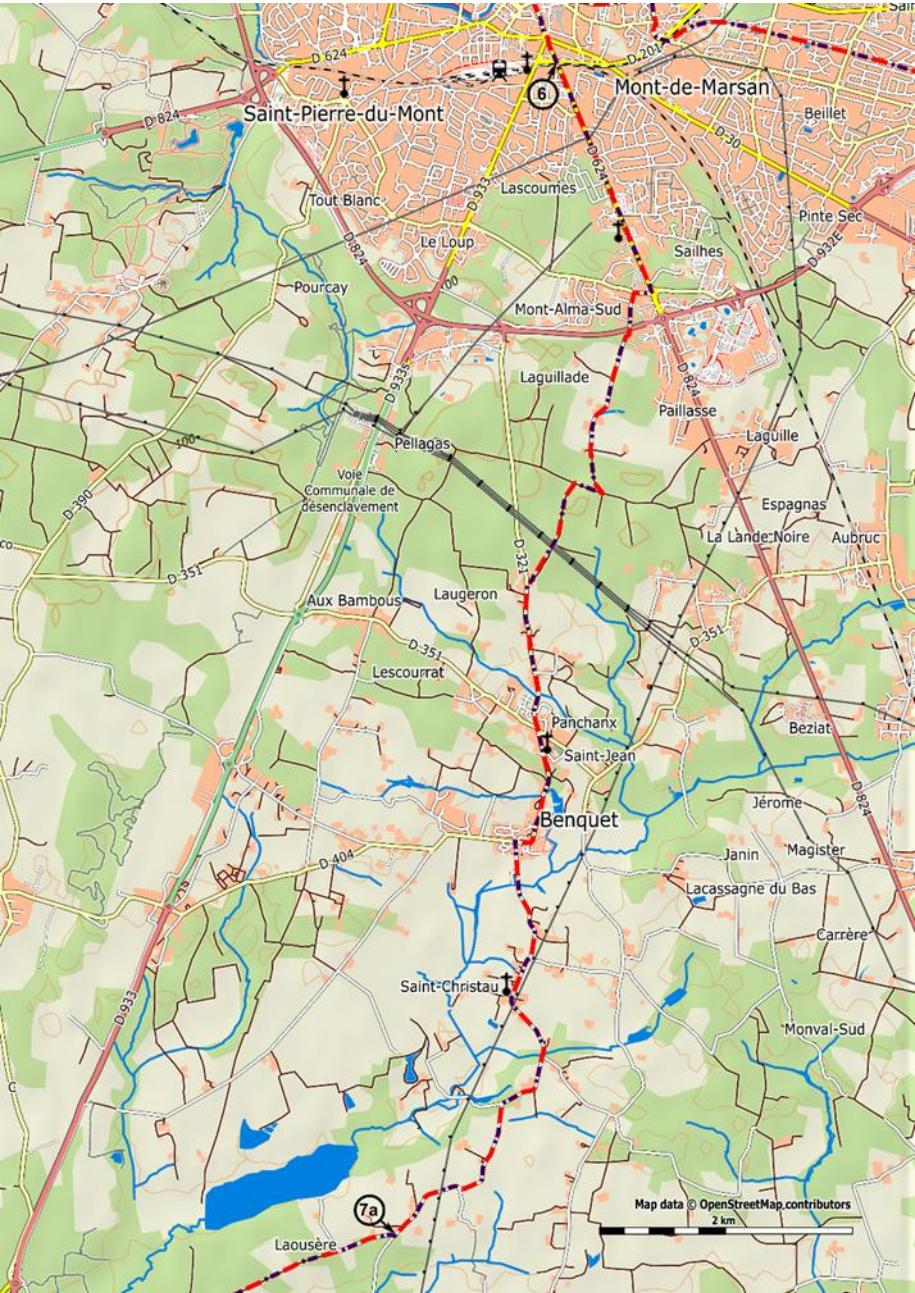 Sain
D 624
D 201
6
Mont-de-Marsan
Saint-Pierre-du-Mont
Beillet
D 824
D 30
D 624
Lascoumes
D 933
Tout Blanc
Pinte Sec
Le Loup
Sailhes
D 932E
D 824
Pourcay
100
Mont-Alma-Sud
Laguillade
D 933s
D 824
Paillasse
100
Pellagas
Laguille
Voie
Communale de
désenclavement
D 390
Espagnas
La Lande Noire
Aubruc
co
D 321
D 351
Aux Bambous
Laugeron
D 351
D 351
Lescourrat
Panchanx
Beziat
Saint-Jean
D 824
Jérome
Benquet
D 404
Janin
Magister
Lacassagne du Bas
Carrère
Saint-Christau
D 933
Monval-Sud
C
Map data © OpenStreetMap contributors
2 km
7a
Laousère